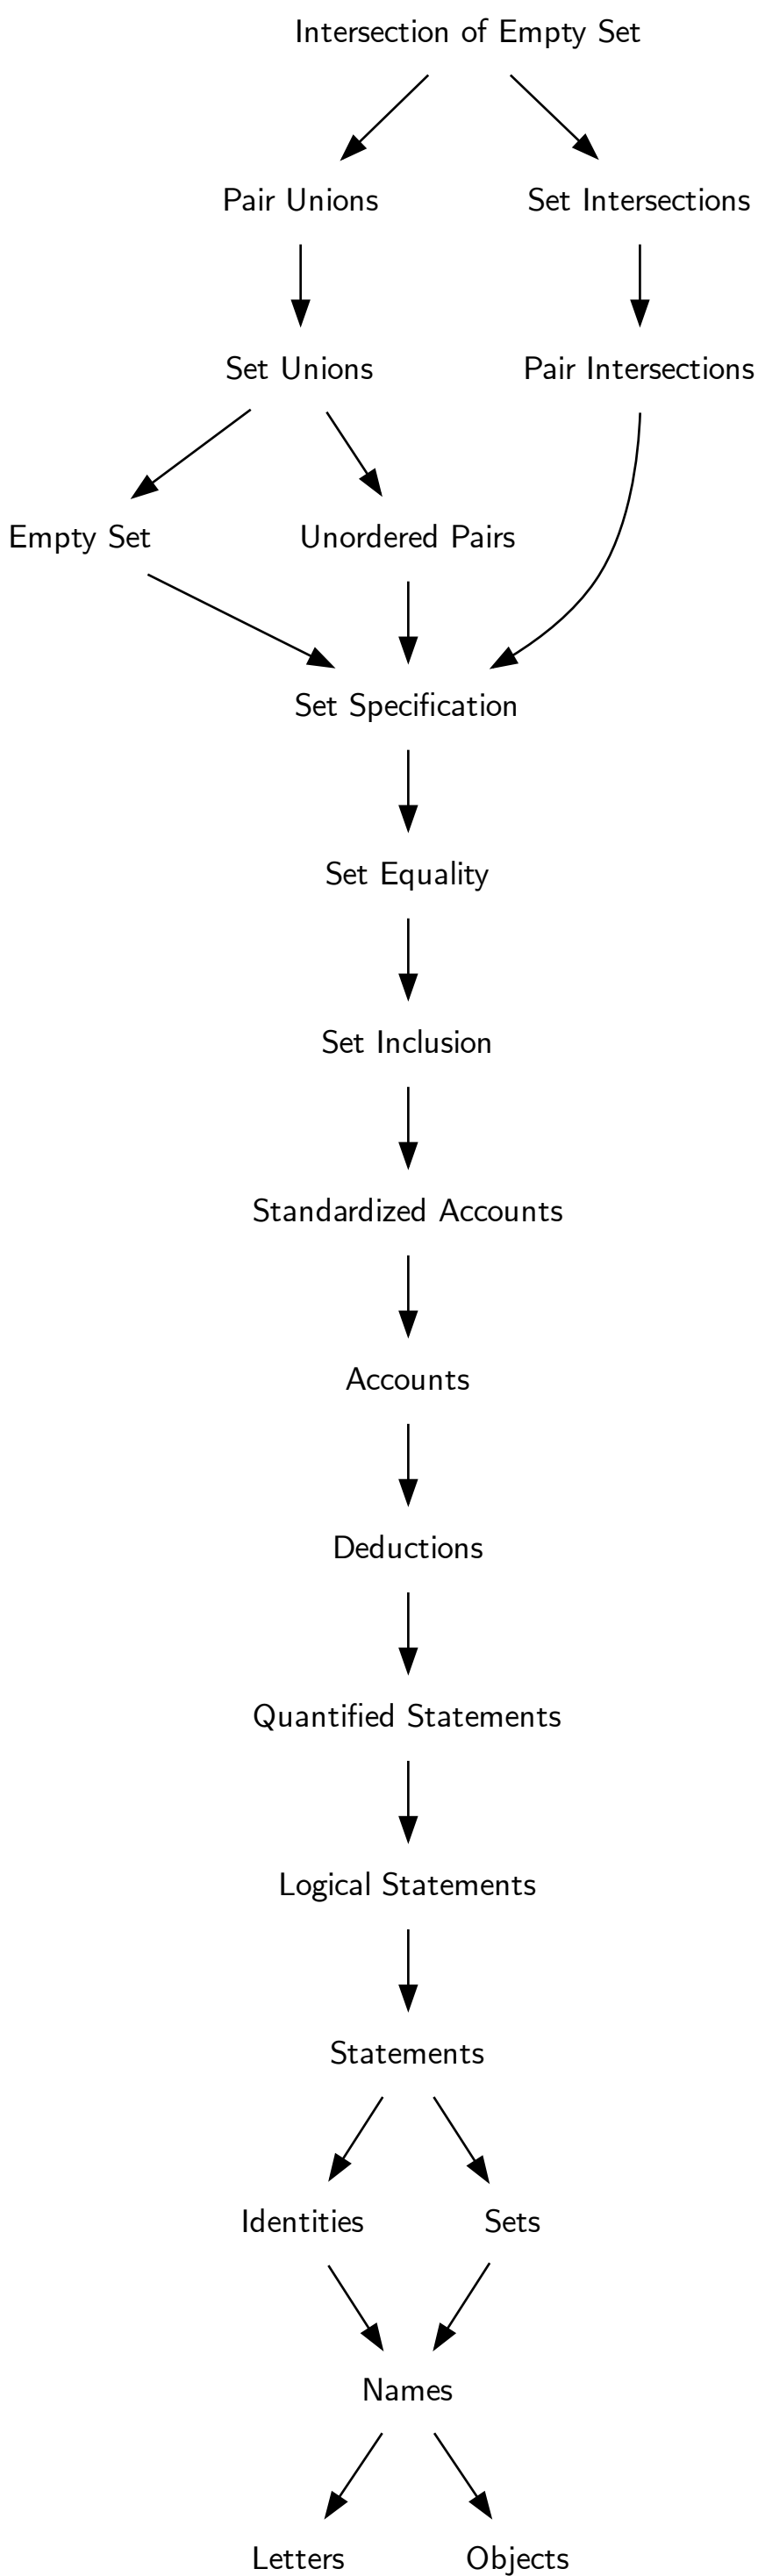 Intersection of Empty Set
Pair Unions
Set Intersections
Set Unions
Pair Intersections
Empty Set
Unordered Pairs
Set Specification
Set Equality
Set Inclusion
Standardized Accounts
Accounts
Deductions
Quantified Statements
Logical Statements
Statements
Identities
Sets
Names
Letters
Objects